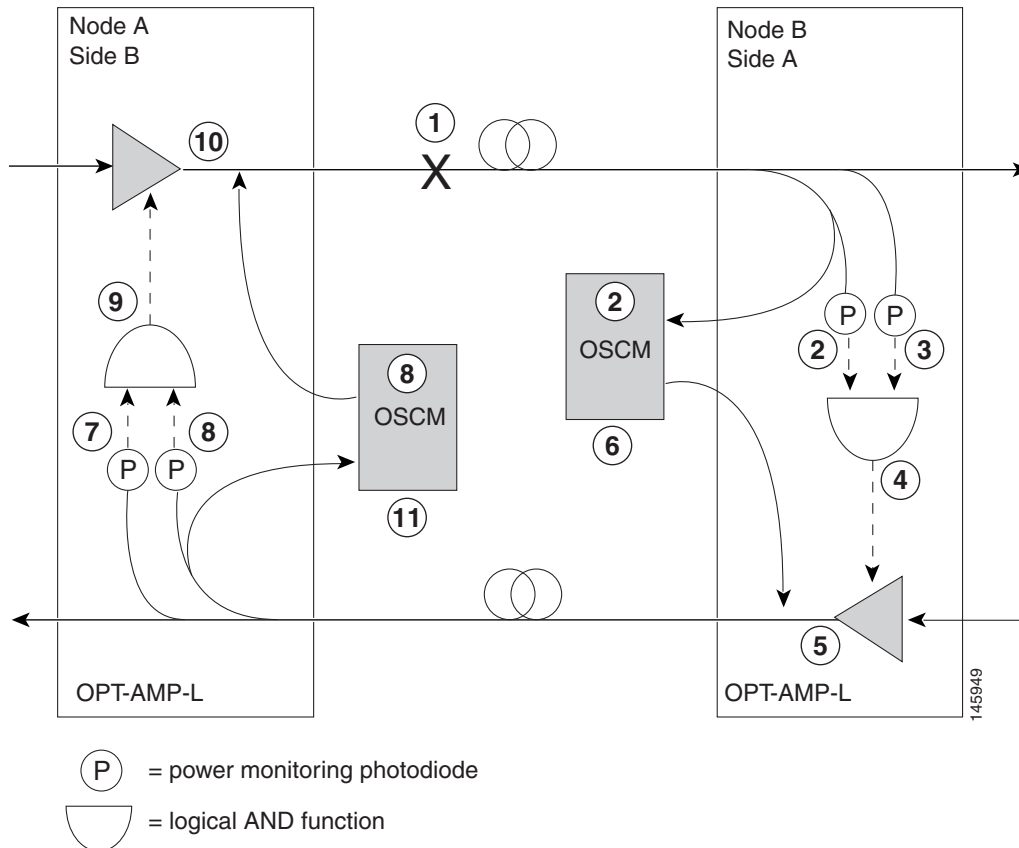 Node A
Side B
Node B
Side A
1
10
X
9
2
OSCM
P
P
2
3
8
OSCM
7
8
6
4
P
P
11
5
OPT-AMP-L
OPT-AMP-L
145949
P = power monitoring photodiode
= logical AND function